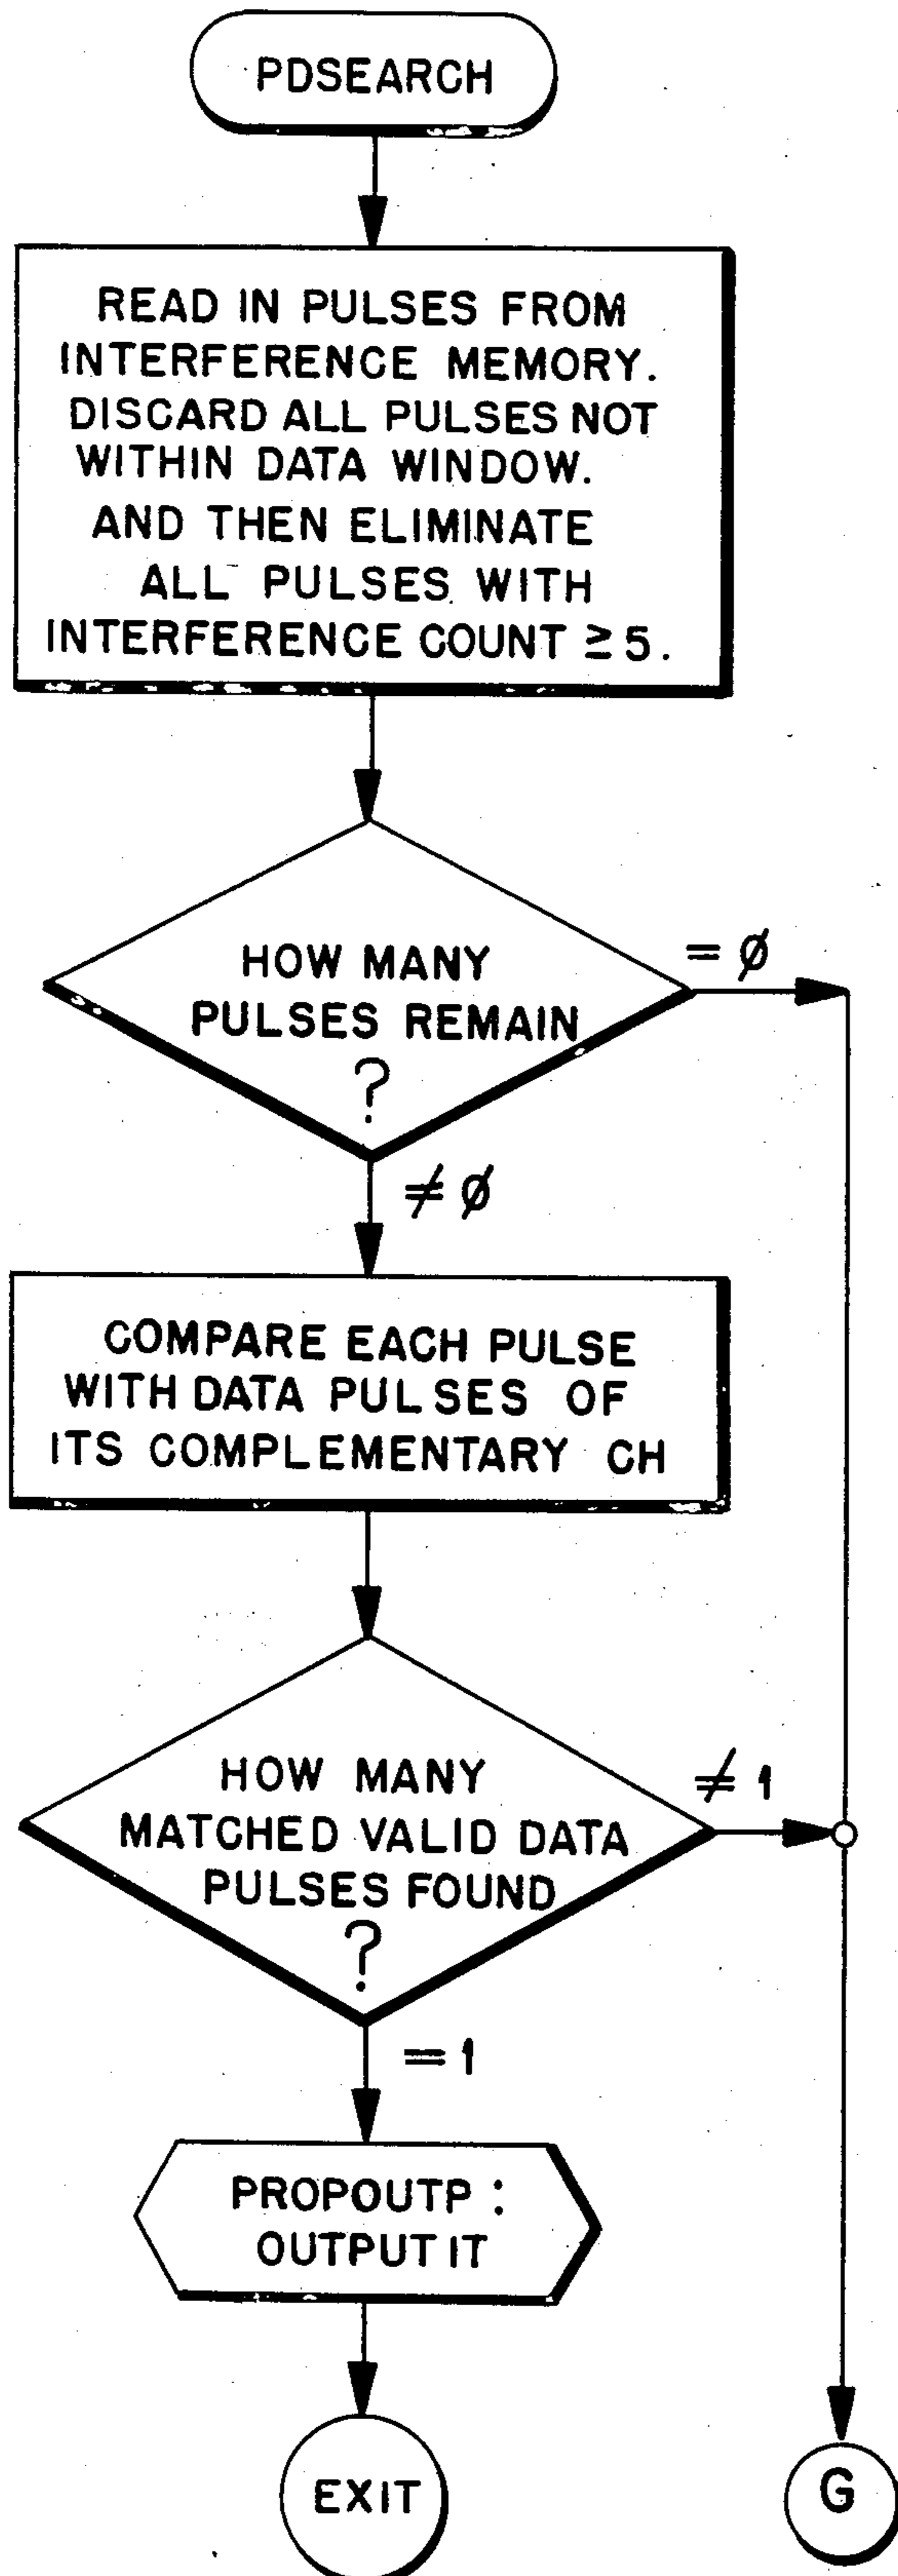 PDSEARCH
READ IN PULSES FROM
INTERFERENCE MEMORY.
DISCARD ALL PULSES NOT
WITHIN DATA WINDOW.
AND THEN ELIMINATE
ALL PULSES WITH
INTERFERENCE COUNT ≥ 5.
HOW MANY
PULSES REMAIN
?
= ∅
≠ ∅
COMPARE EACH PULSE
WITH DATA PULSES OF
ITS COMPLEMENTARY CH
HOW MANY
MATCHED VALID DATA
PULSES FOUND
?
≠ 1
= 1
PROPOUTP :
OUTPUT IT
EXIT
G